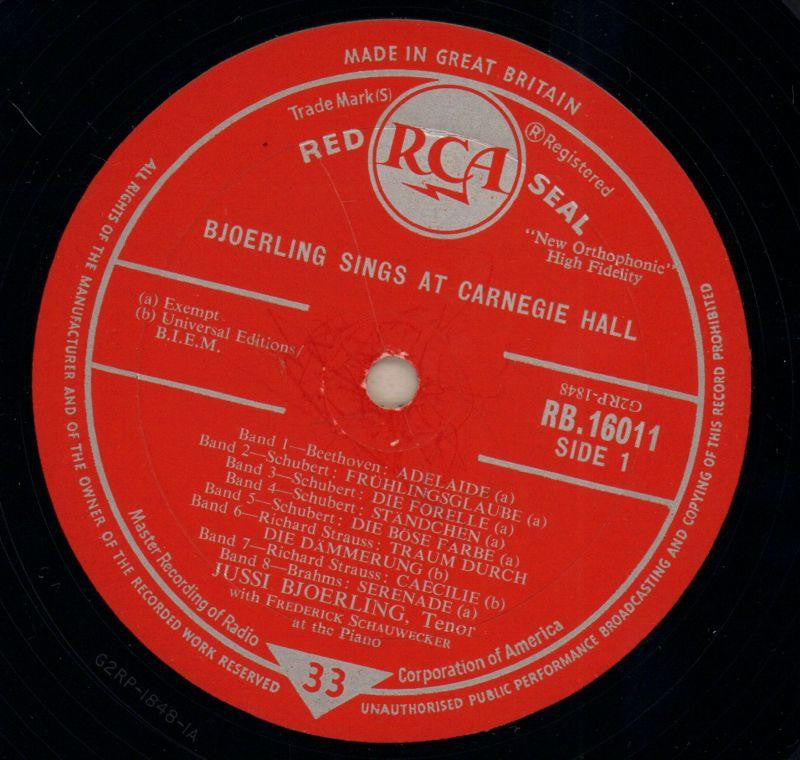 MADE IN GREAT BRITAIN
Trade Mark(S)
® Registered
RED
RCA
SEAL
"New Orthophonic"
High Fidelity
BJOERLING SINGS AT CARNEGIE HALL
(a) Exempt
(b) Universal Editions/
B.I.E.M.
G2RP-1848
RB.16011
SIDE 1
Band 1—Beethoven: ADELAIDE (a)
Band 2—Schubert: FRÜHLINGSGLAUBE (a)
Band 3—Schubert: DIE FORELLE (a)
Band 4—Schubert: STÄNDCHEN (a)
Band 5—Schubert: DIE BÖSE FARBE (a)
Band 6—Richard Strauss: TRAUM DURCH
DIE DÄMMERUNG (b)
Band 7—Richard Strauss: CAECILIE (b)
Band 8—Brahms: SERENADE (a)
JUSSI BJOERLING, Tenor
with FREDERICK SCHAUWECKER
at the Piano
Master Recording of Radio
Corporation of America
33
ALL RIGHTS OF THE MANUFACTURER AND OF THE OWNER OF THE RECORDED WORK RESERVED
UNAUTHORISED PUBLIC PERFORMANCE BROADCASTING AND COPYING OF THIS RECORD PROHIBITED
G2RP-1848-1A